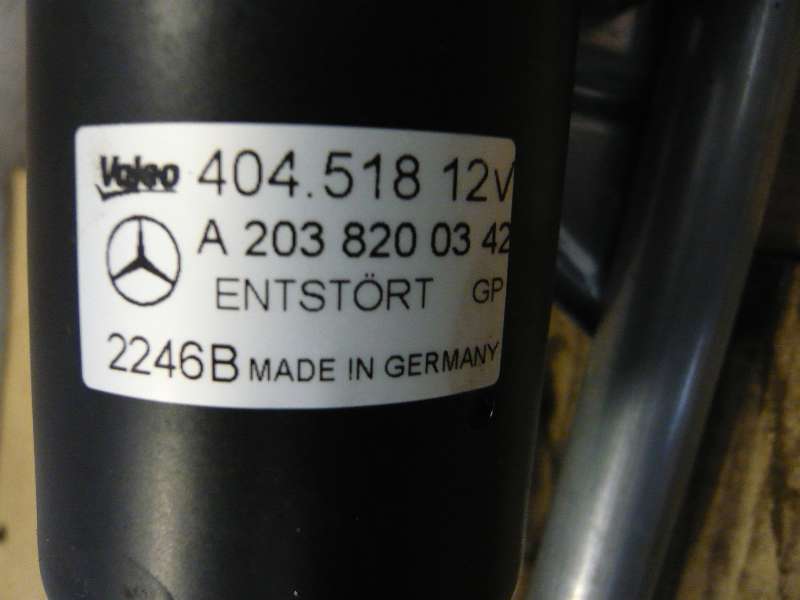 Valeo 404.518 12V
A 203 820 03 42
ENTSTÖRT GP
2246B MADE IN GERMANY